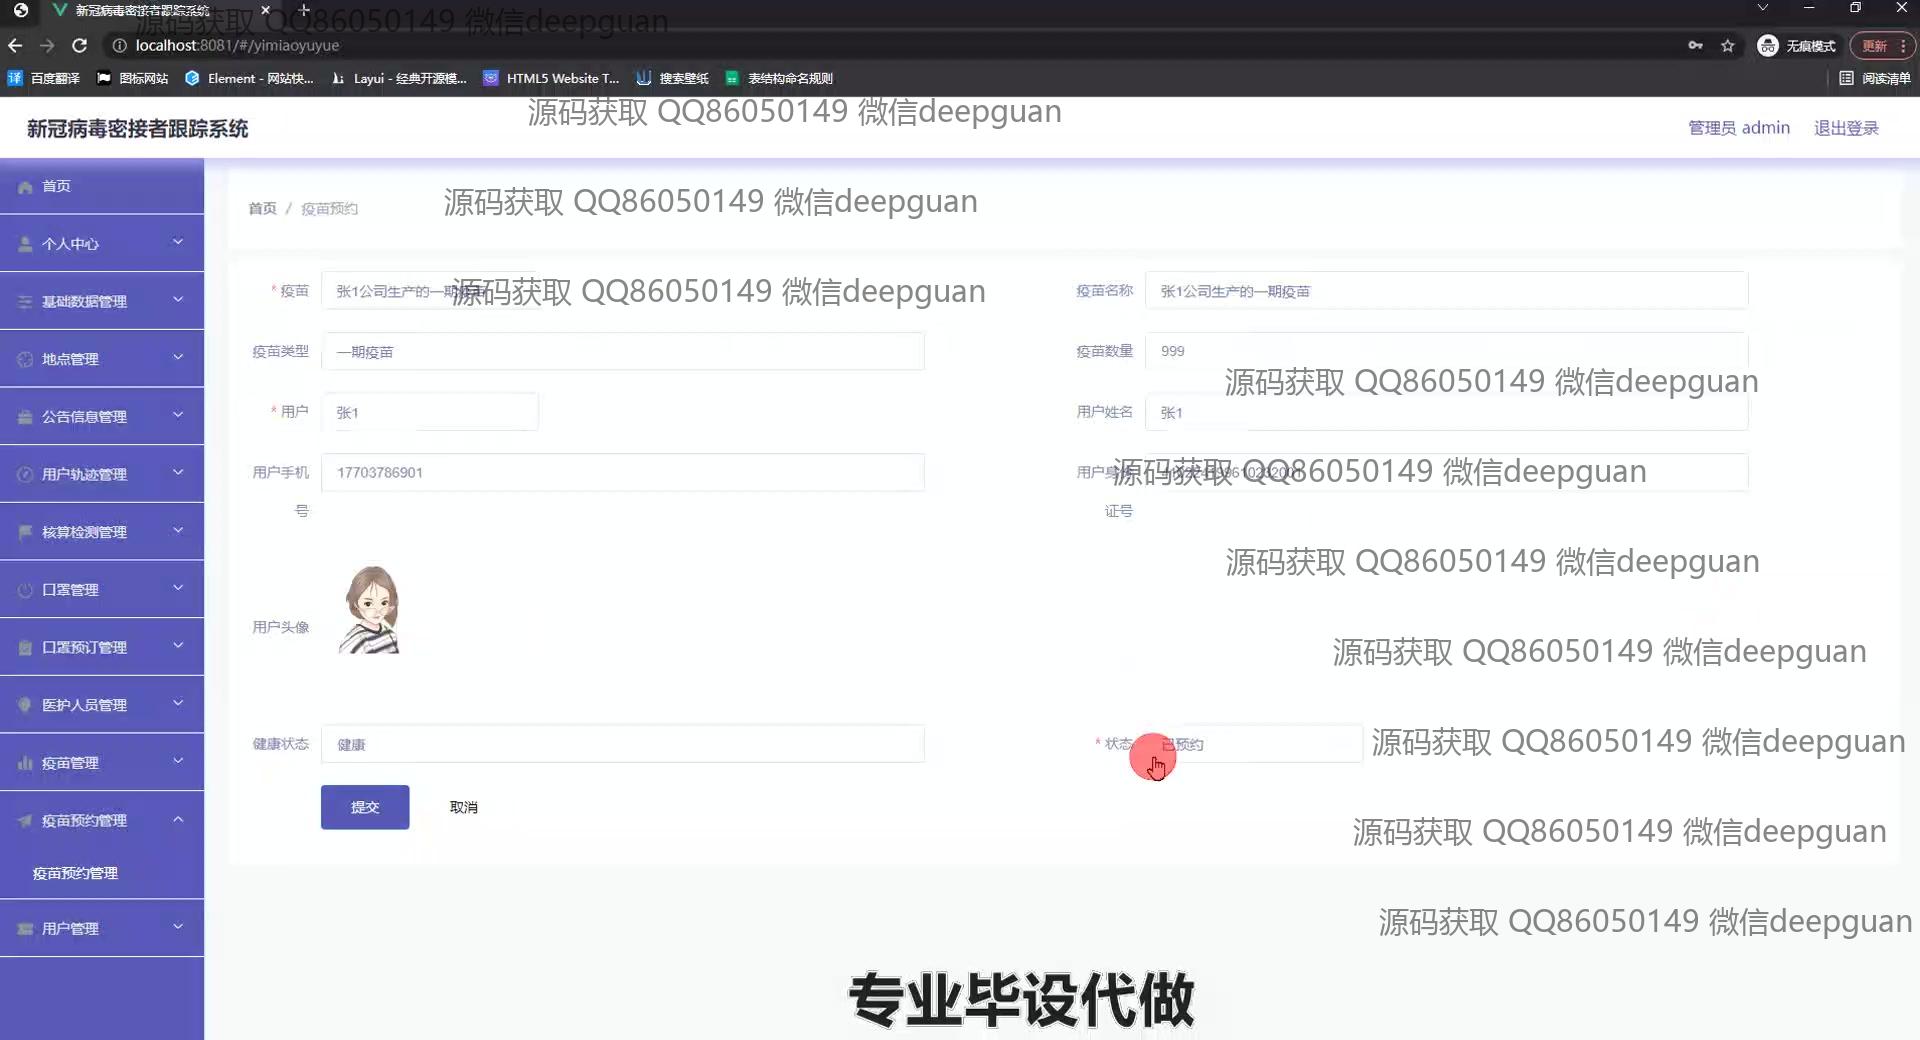 新冠病毒密接者跟踪系统
源码获取 QQ86050149 微信deepguan
localhost:8081/#/yimiaoyuyue
无痕模式
更新
百度翻译
图标网站
Element - 网站快...
Layui - 经典开源模...
HTML5 Website T...
搜索壁纸
表结构命名规则
阅读清单
源码获取 QQ86050149 微信deepguan
新冠病毒密接者跟踪系统
管理员 admin
退出登录
首页
个人中心
基础数据管理
地点管理
公告信息管理
用户轨迹管理
核算检测管理
口罩管理
口罩预订管理
医护人员管理
疫苗管理
疫苗预约管理
疫苗预约管理
用户管理
首页 / 疫苗预约
源码获取 QQ86050149 微信deepguan
* 疫苗
张1公司生产的一期
源码获取 QQ86050149 微信deepguan
疫苗名称
张1公司生产的一期疫苗
疫苗类型
一期疫苗
疫苗数量
999
源码获取 QQ86050149 微信deepguan
* 用户
张1
用户姓名
张1
用户手机
号
17703786901
用户身
证号
源码获取 QQ86050149 微信deepguan
源码获取 QQ86050149 微信deepguan
用户头像
源码获取 QQ86050149 微信deepguan
健康状态
健康
* 状态
已预约
源码获取 QQ86050149 微信deepguan
提交
取消
源码获取 QQ86050149 微信deepguan
源码获取 QQ86050149 微信deepguan
专业毕设代做